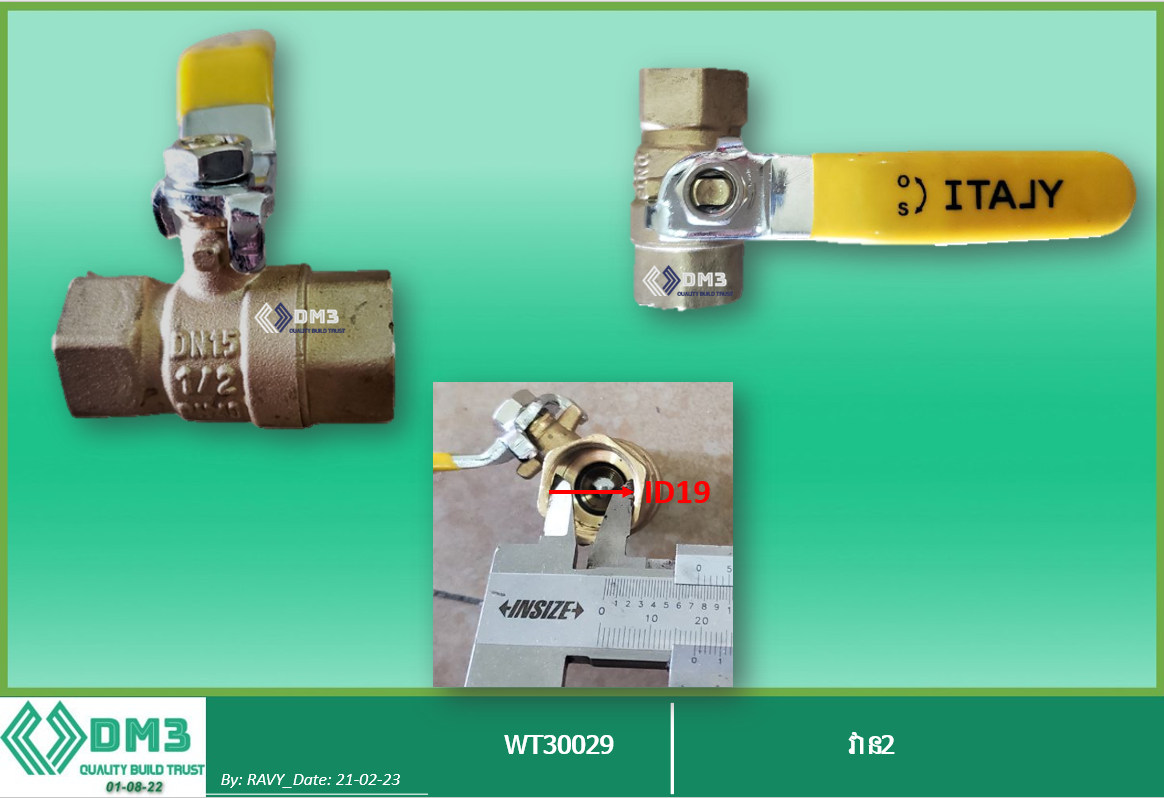 O
S
ITALY
DM3
QUALITY BUILD TRUST
DM3
QUALITY BUILD TRUST
DN15
1/2
ID19
0 5
INSIZE
0 1 2 3 4 5 6 7 8 9 1
10 20
0 1
DM3
QUALITY BUILD TRUST
01-08-22
By: RAVY_Date: 21-02-23
WT30029
វ៉ាន2